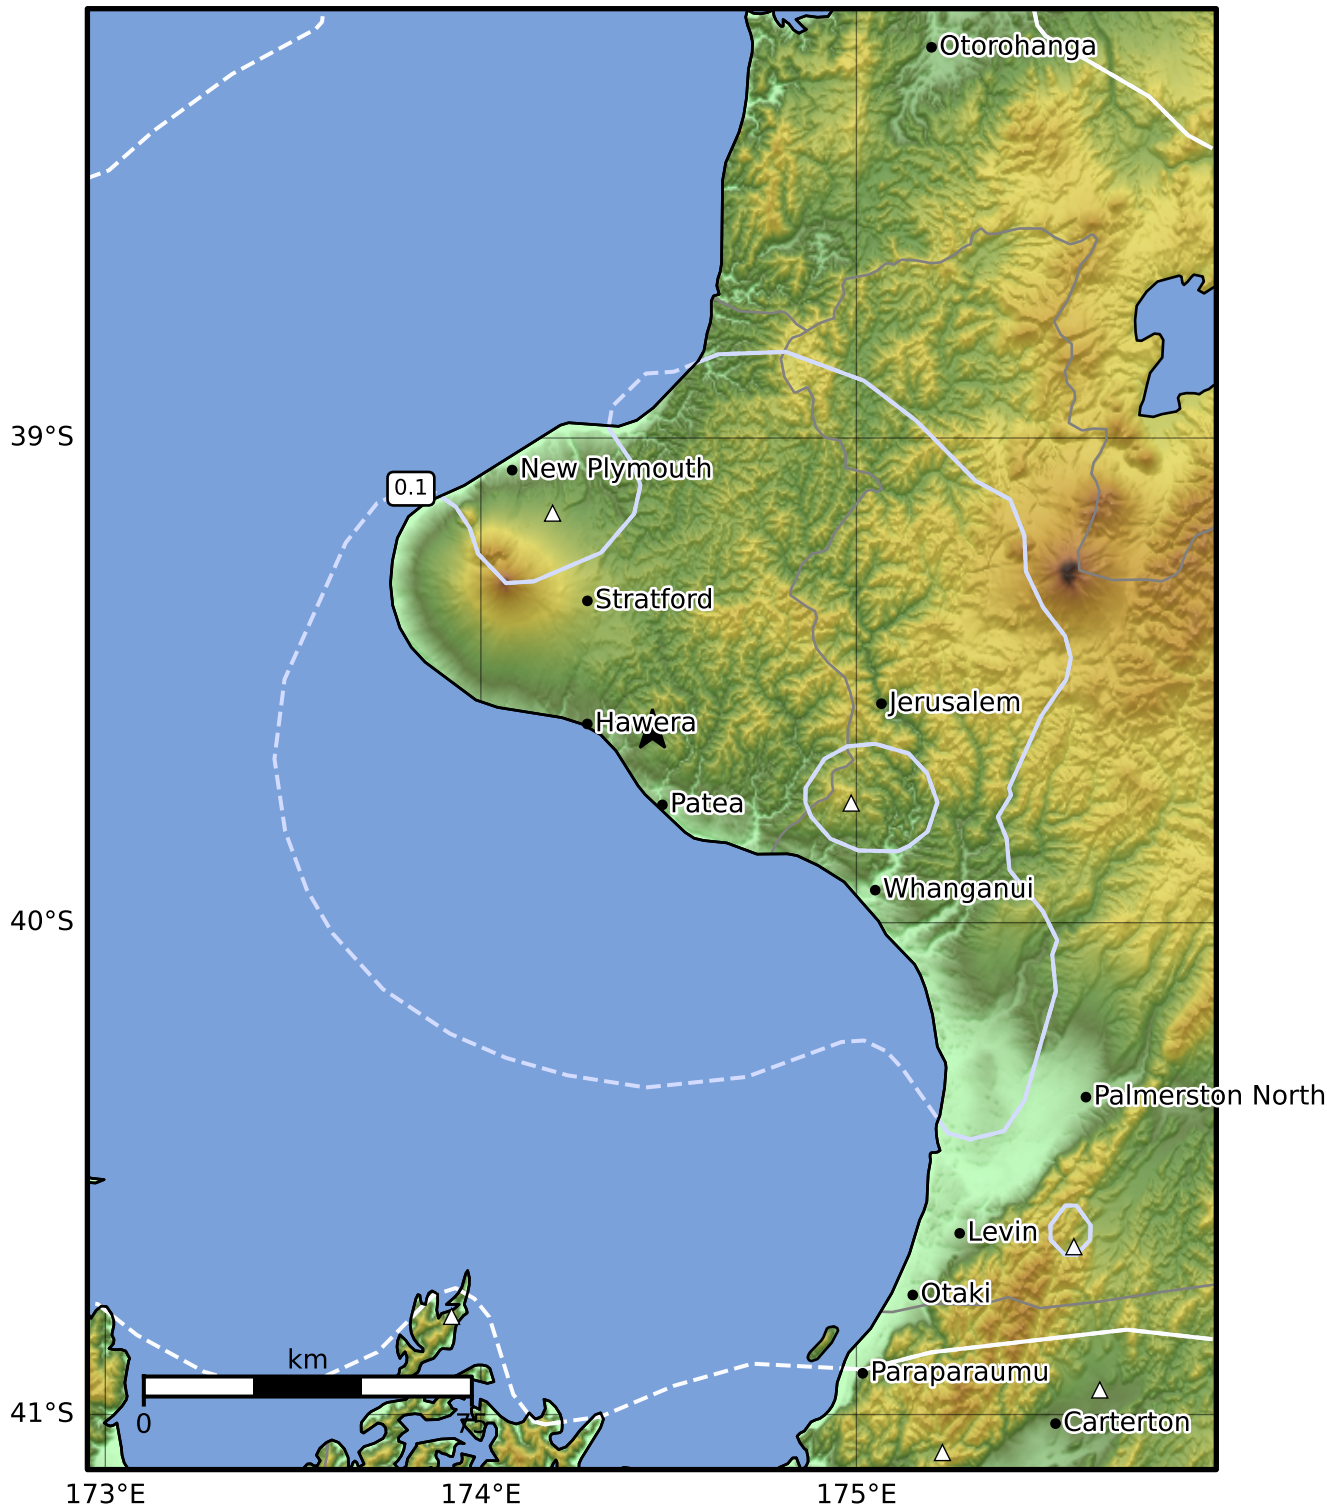 Otorohanga
39°S
New Plymouth
0.1
Stratford
Jerusalem
Hawera
Patea
Whanganui
40°S
Palmerston North
Levin
Otaki
km
Paraparaumu
0
41°S
Carterton
173°E
174°E
175°E